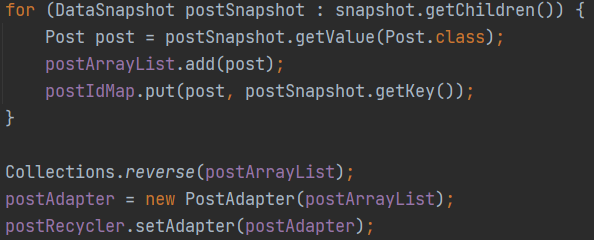 for (DataSnapshot postSnapshot : snapshot.getChildren()) {
    Post post = postSnapshot.getValue(Post.class);
    postArrayList.add(post);
    postIdMap.put(post, postSnapshot.getKey());
}

Collections.reverse(postArrayList);
postAdapter = new PostAdapter(postArrayList);
postRecycler.setAdapter(postAdapter);